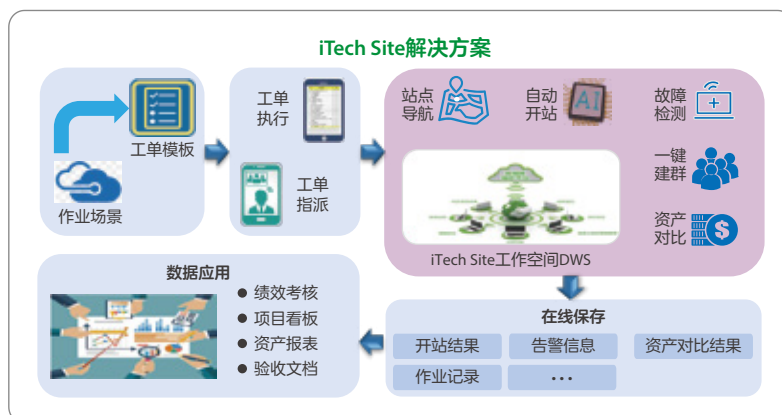 iTech Site解决方案
工单模板
作业场景
工单
执行
工单
指派
站点
导航
自动
开站
AI
故障
检测
一键
建群
资产
对比
iTech Site工作空间DWS
数据应用
● 绩效考核
● 项目看板
● 资产报表
● 验收文档
在线保存
开站结果
告警信息
资产对比结果
作业记录
···